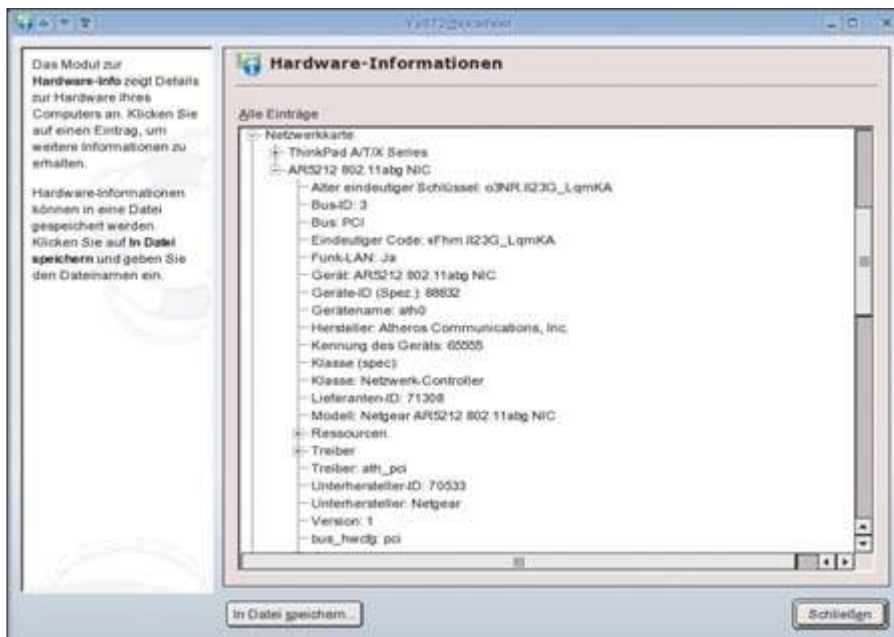 YaST2@localhost
Das Modul zur
Hardware-Info zeigt Details
zur Hardware Ihres
Computers an. Klicken Sie
auf einen Eintrag, um
weitere Informationen zu
erhalten.
Hardware-Informationen
können in eine Datei
gespeichert werden.
Klicken Sie auf In Datei
speichern und geben Sie
den Dateinamen ein.
Hardware-Informationen
Alle Einträge
Netzwerkkarte
ThinkPad A/T/X Series
AR5212 802.11abg NIC
Alter eindeutiger Schlüssel: o3NR.II23G_LqmKA
Bus-ID: 3
Bus: PCI
Eindeutiger Code: sFhm.II23G_LqmKA
Funk-LAN: Ja
Gerät: AR5212 802.11abg NIC
Geräte-ID (Spez.): 88832
Gerätename: ath0
Hersteller: Atheros Communications, Inc.
Kennung des Geräts: 65555
Klasse (spec)
Klasse: Netzwerk-Controller
Lieferanten-ID: 71308
Modell: Netgear AR5212 802.11abg NIC
Ressourcen
Treiber
Treiber: ath_pci
Unterhersteller-ID: 70533
Unterhersteller: Netgear
Version: 1
bus_hwcfg: pci
In Datei speichern...
Schließen